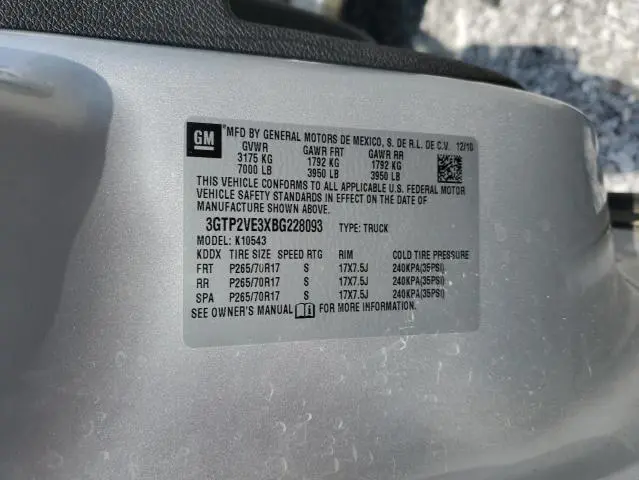 GM
®MFD BY GENERAL MOTORS DE MEXICO, S. DE R.L. DE C.V. 12/10
GVWR GAWR FRT GAWR RR
3175 KG 1792 KG 1792 KG
7000 LB 3950 LB 3950 LB
THIS VEHICLE CONFORMS TO ALL APPLICABLE U.S. FEDERAL MOTOR
VEHICLE SAFETY STANDARDS IN EFFECT ON THE DATE OF
MANUFACTURE SHOWN ABOVE.
3GTP2VE3XBG228093 TYPE: TRUCK
MODEL: K10543
KDDX TIRE SIZE SPEED RTG RIM COLD TIRE PRESSURE
FRT P265/70R17 S 17X7.5J 240KPA(35PSI)
RR P265/70R17 S 17X7.5J 240KPA(35PSI)
SPA P265/70R17 S 17X7.5J 240KPA(35PSI)
SEE OWNER'S MANUAL FOR MORE INFORMATION.